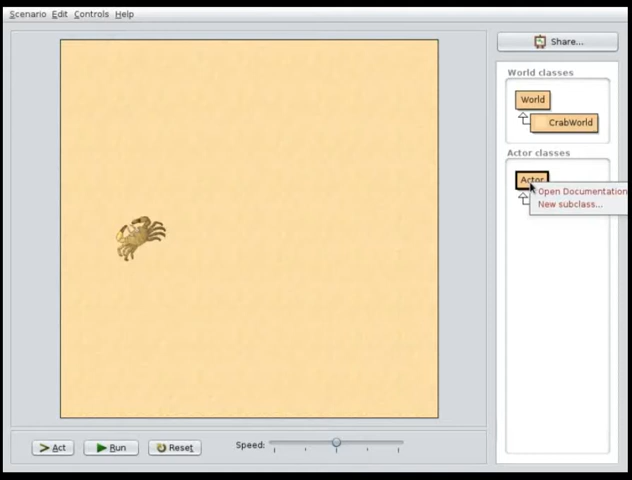 Scenario Edit Controls Help
Share...
World classes
World
CrabWorld
Actor classes
Actor
Open Documentation
New subclass...
Act
Run
Reset
Speed: